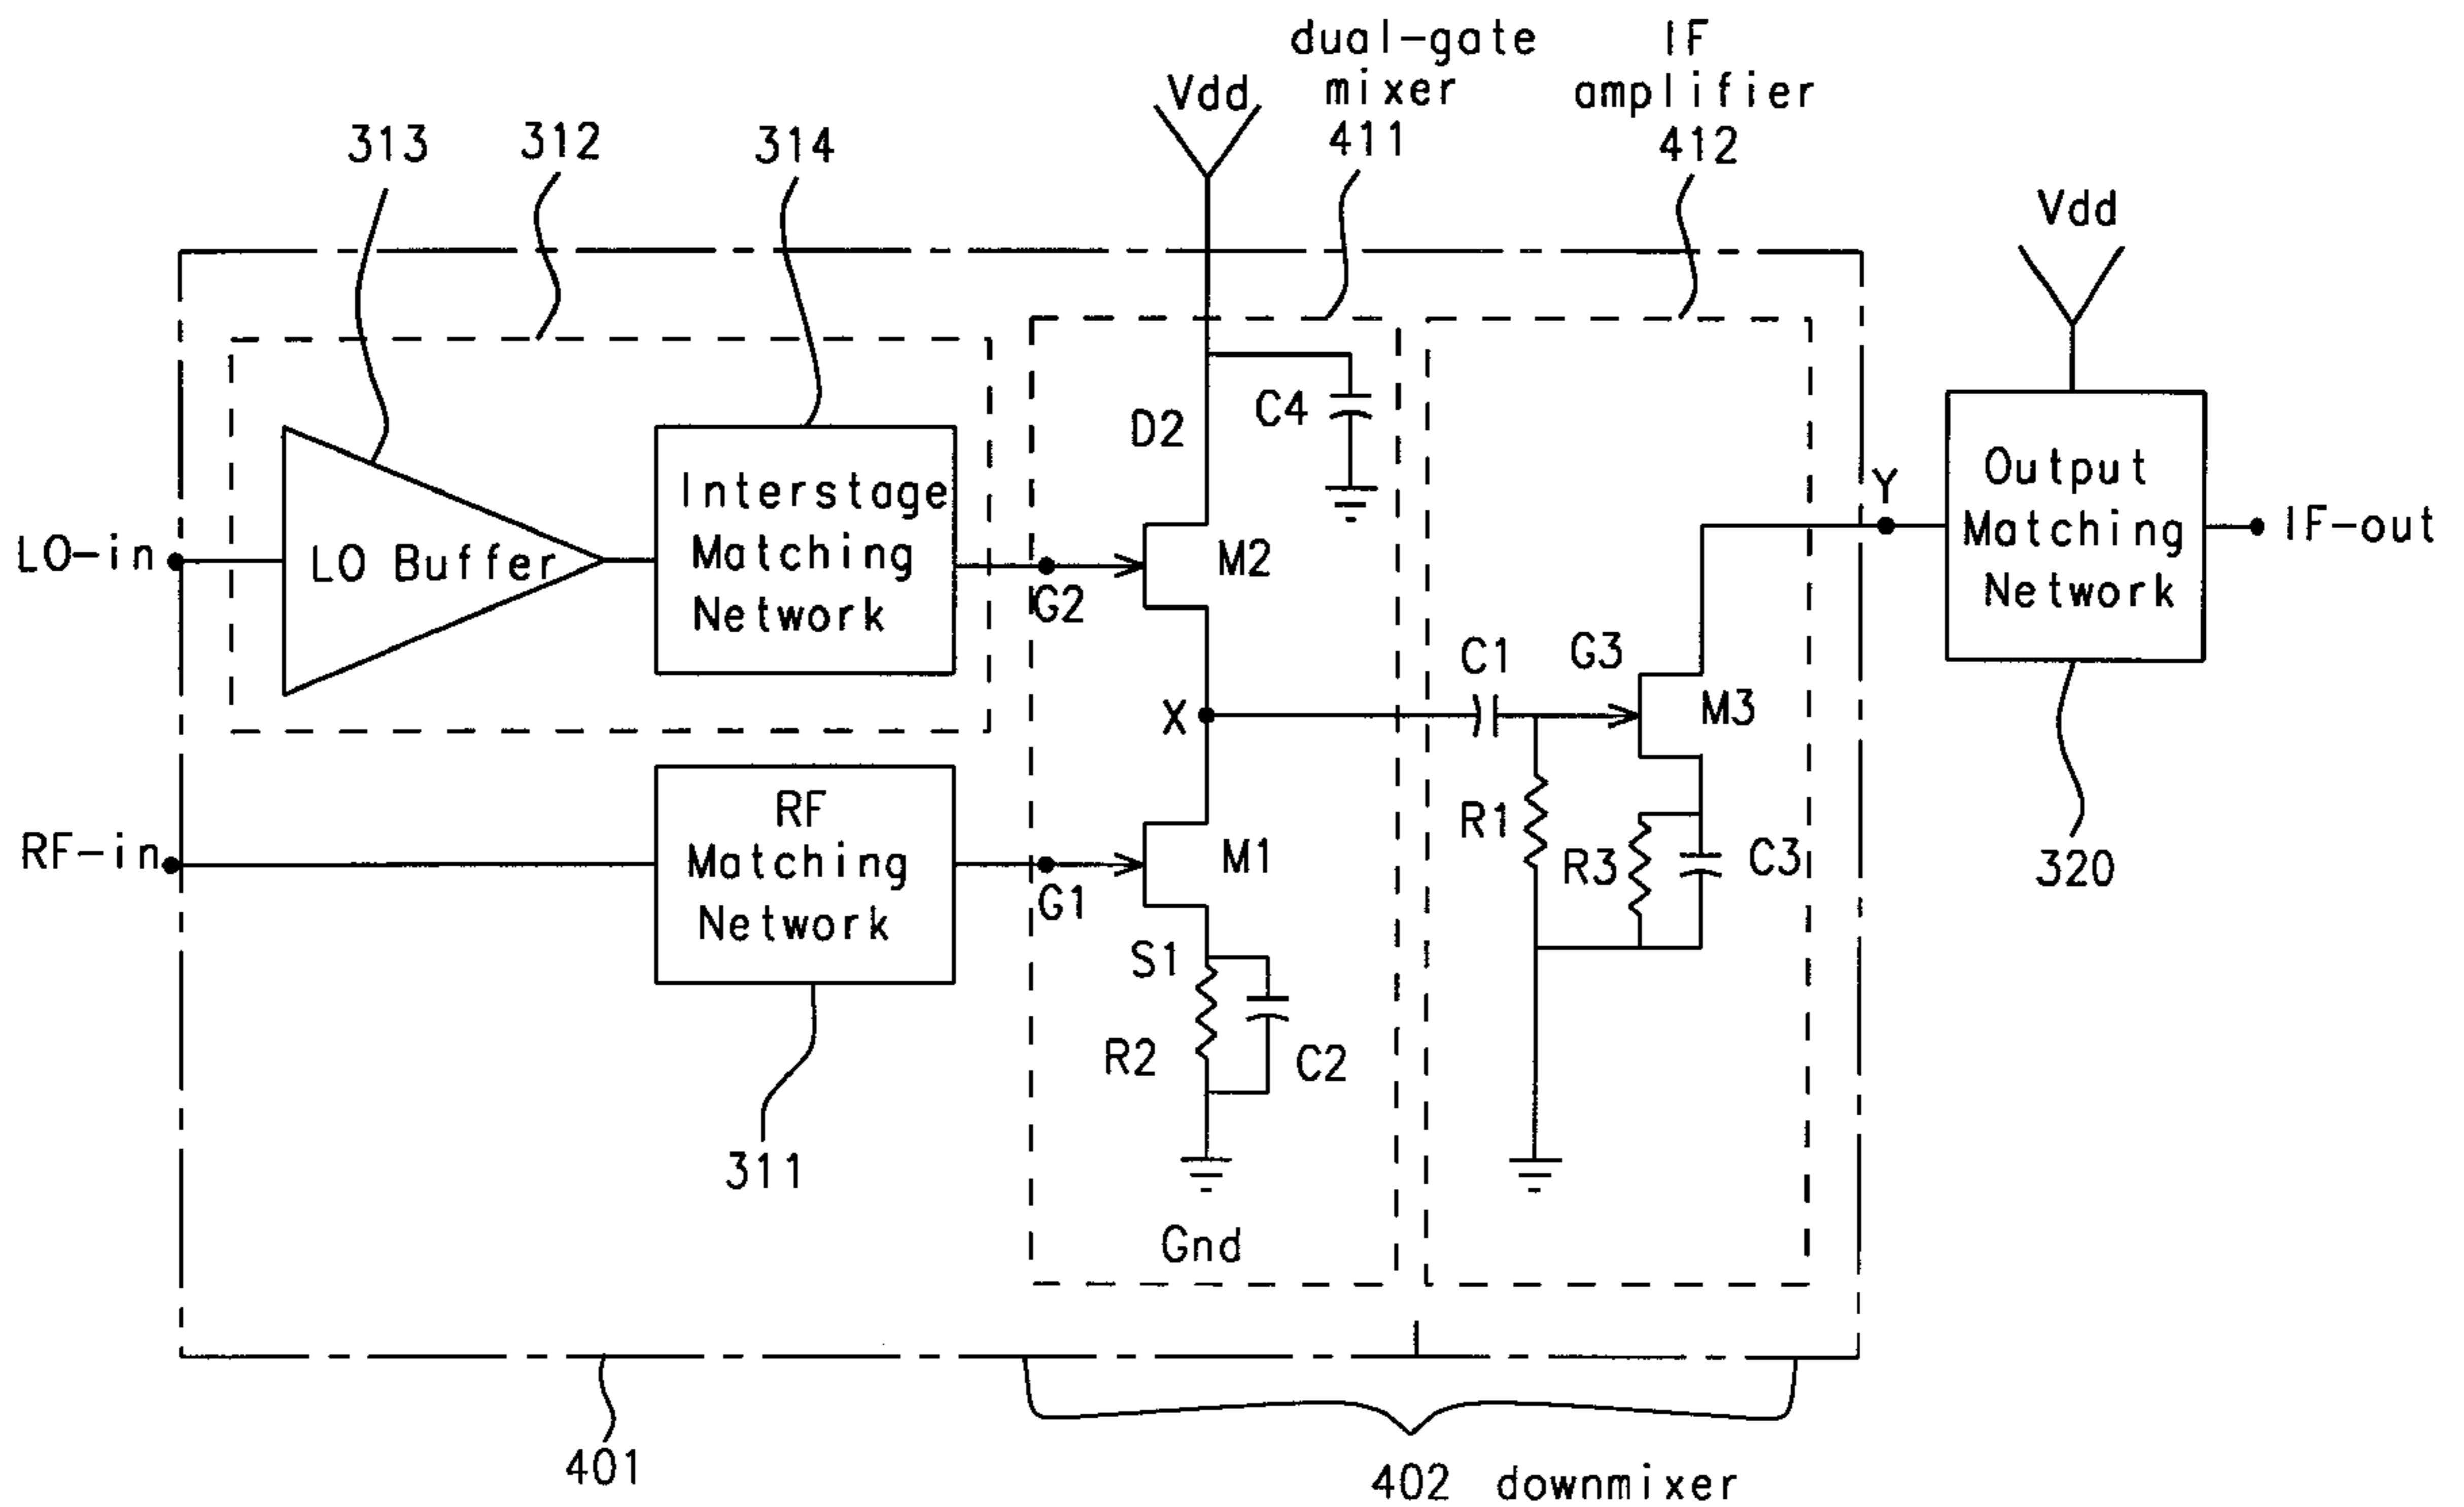 dual-gate
mixer
411
IF
amplifier
412
Vdd
313
312
314
Vdd
D2
C4
LO-in
LO Buffer
Interstage
Matching
Network
G2
M2
Y
Output
Matching
Network
IF-out
X
C1
G3
M3
RF-in
RF
Matching
Network
G1
M1
R1
R3
C3
320
S1
R2
C2
311
Gnd
401
402 downmixer